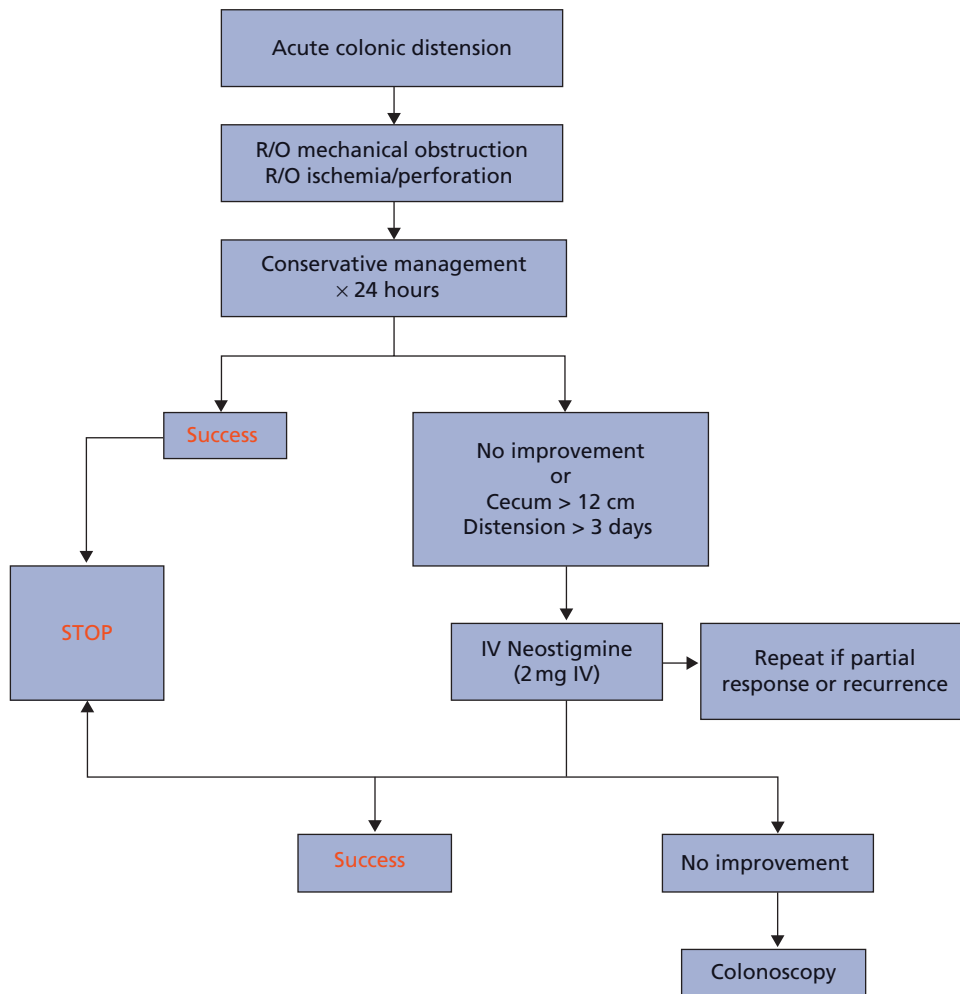 Acute colonic distension
R/O mechanical obstruction
R/O ischemia/perforation
Conservative management
× 24 hours
Success
No improvement
or
Cecum > 12 cm
Distension > 3 days
STOP
IV Neostigmine
(2 mg IV)
Repeat if partial
response or recurrence
Success
No improvement
Colonoscopy